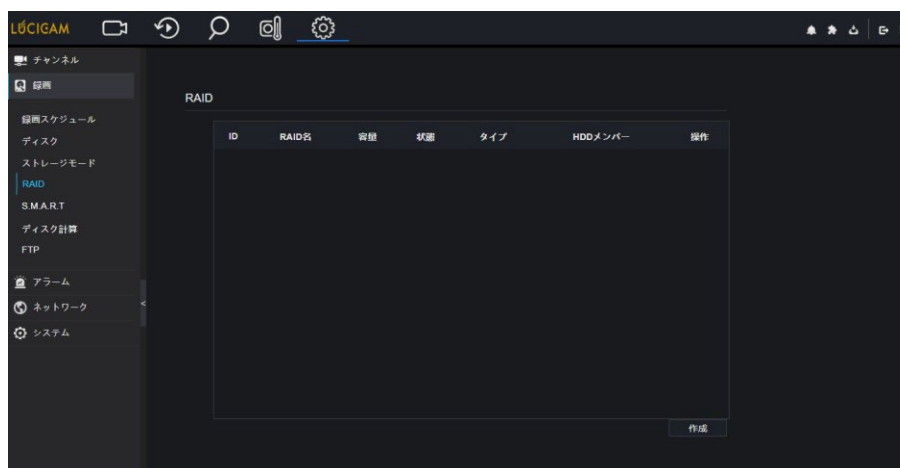 LÚCIGAM
チャンネル
録画
録画スケジュール
ディスク
ストレージモード
RAID
S.M.A.R.T
ディスク計算
FTP
アラーム
ネットワーク
システム
<
RAID
ID RAID名 容量 状態 タイプ HDDメンバー 操作
作成